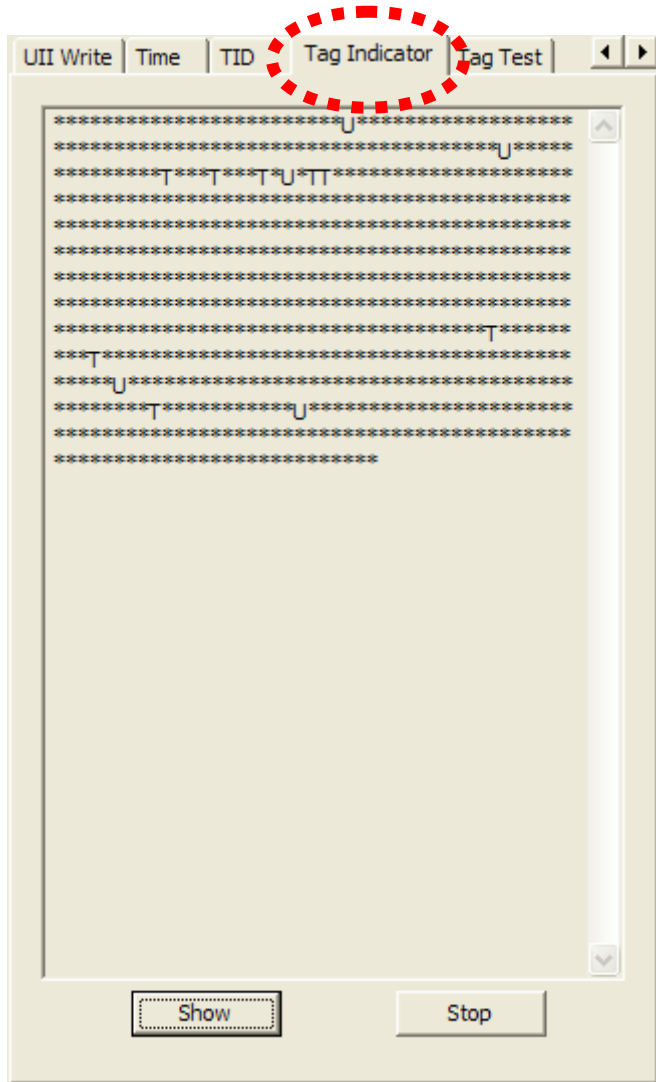 UII Write Time TID Tag Indicator Tag Test
************************U******************
*************************************U*****
*********T***T***T*U*TT********************
*******************************************
*******************************************
*******************************************
*******************************************
*******************************************
************************************T******
***T***************************************
*****U*************************************
********T***********U**********************
*******************************************
***************************
Show Stop